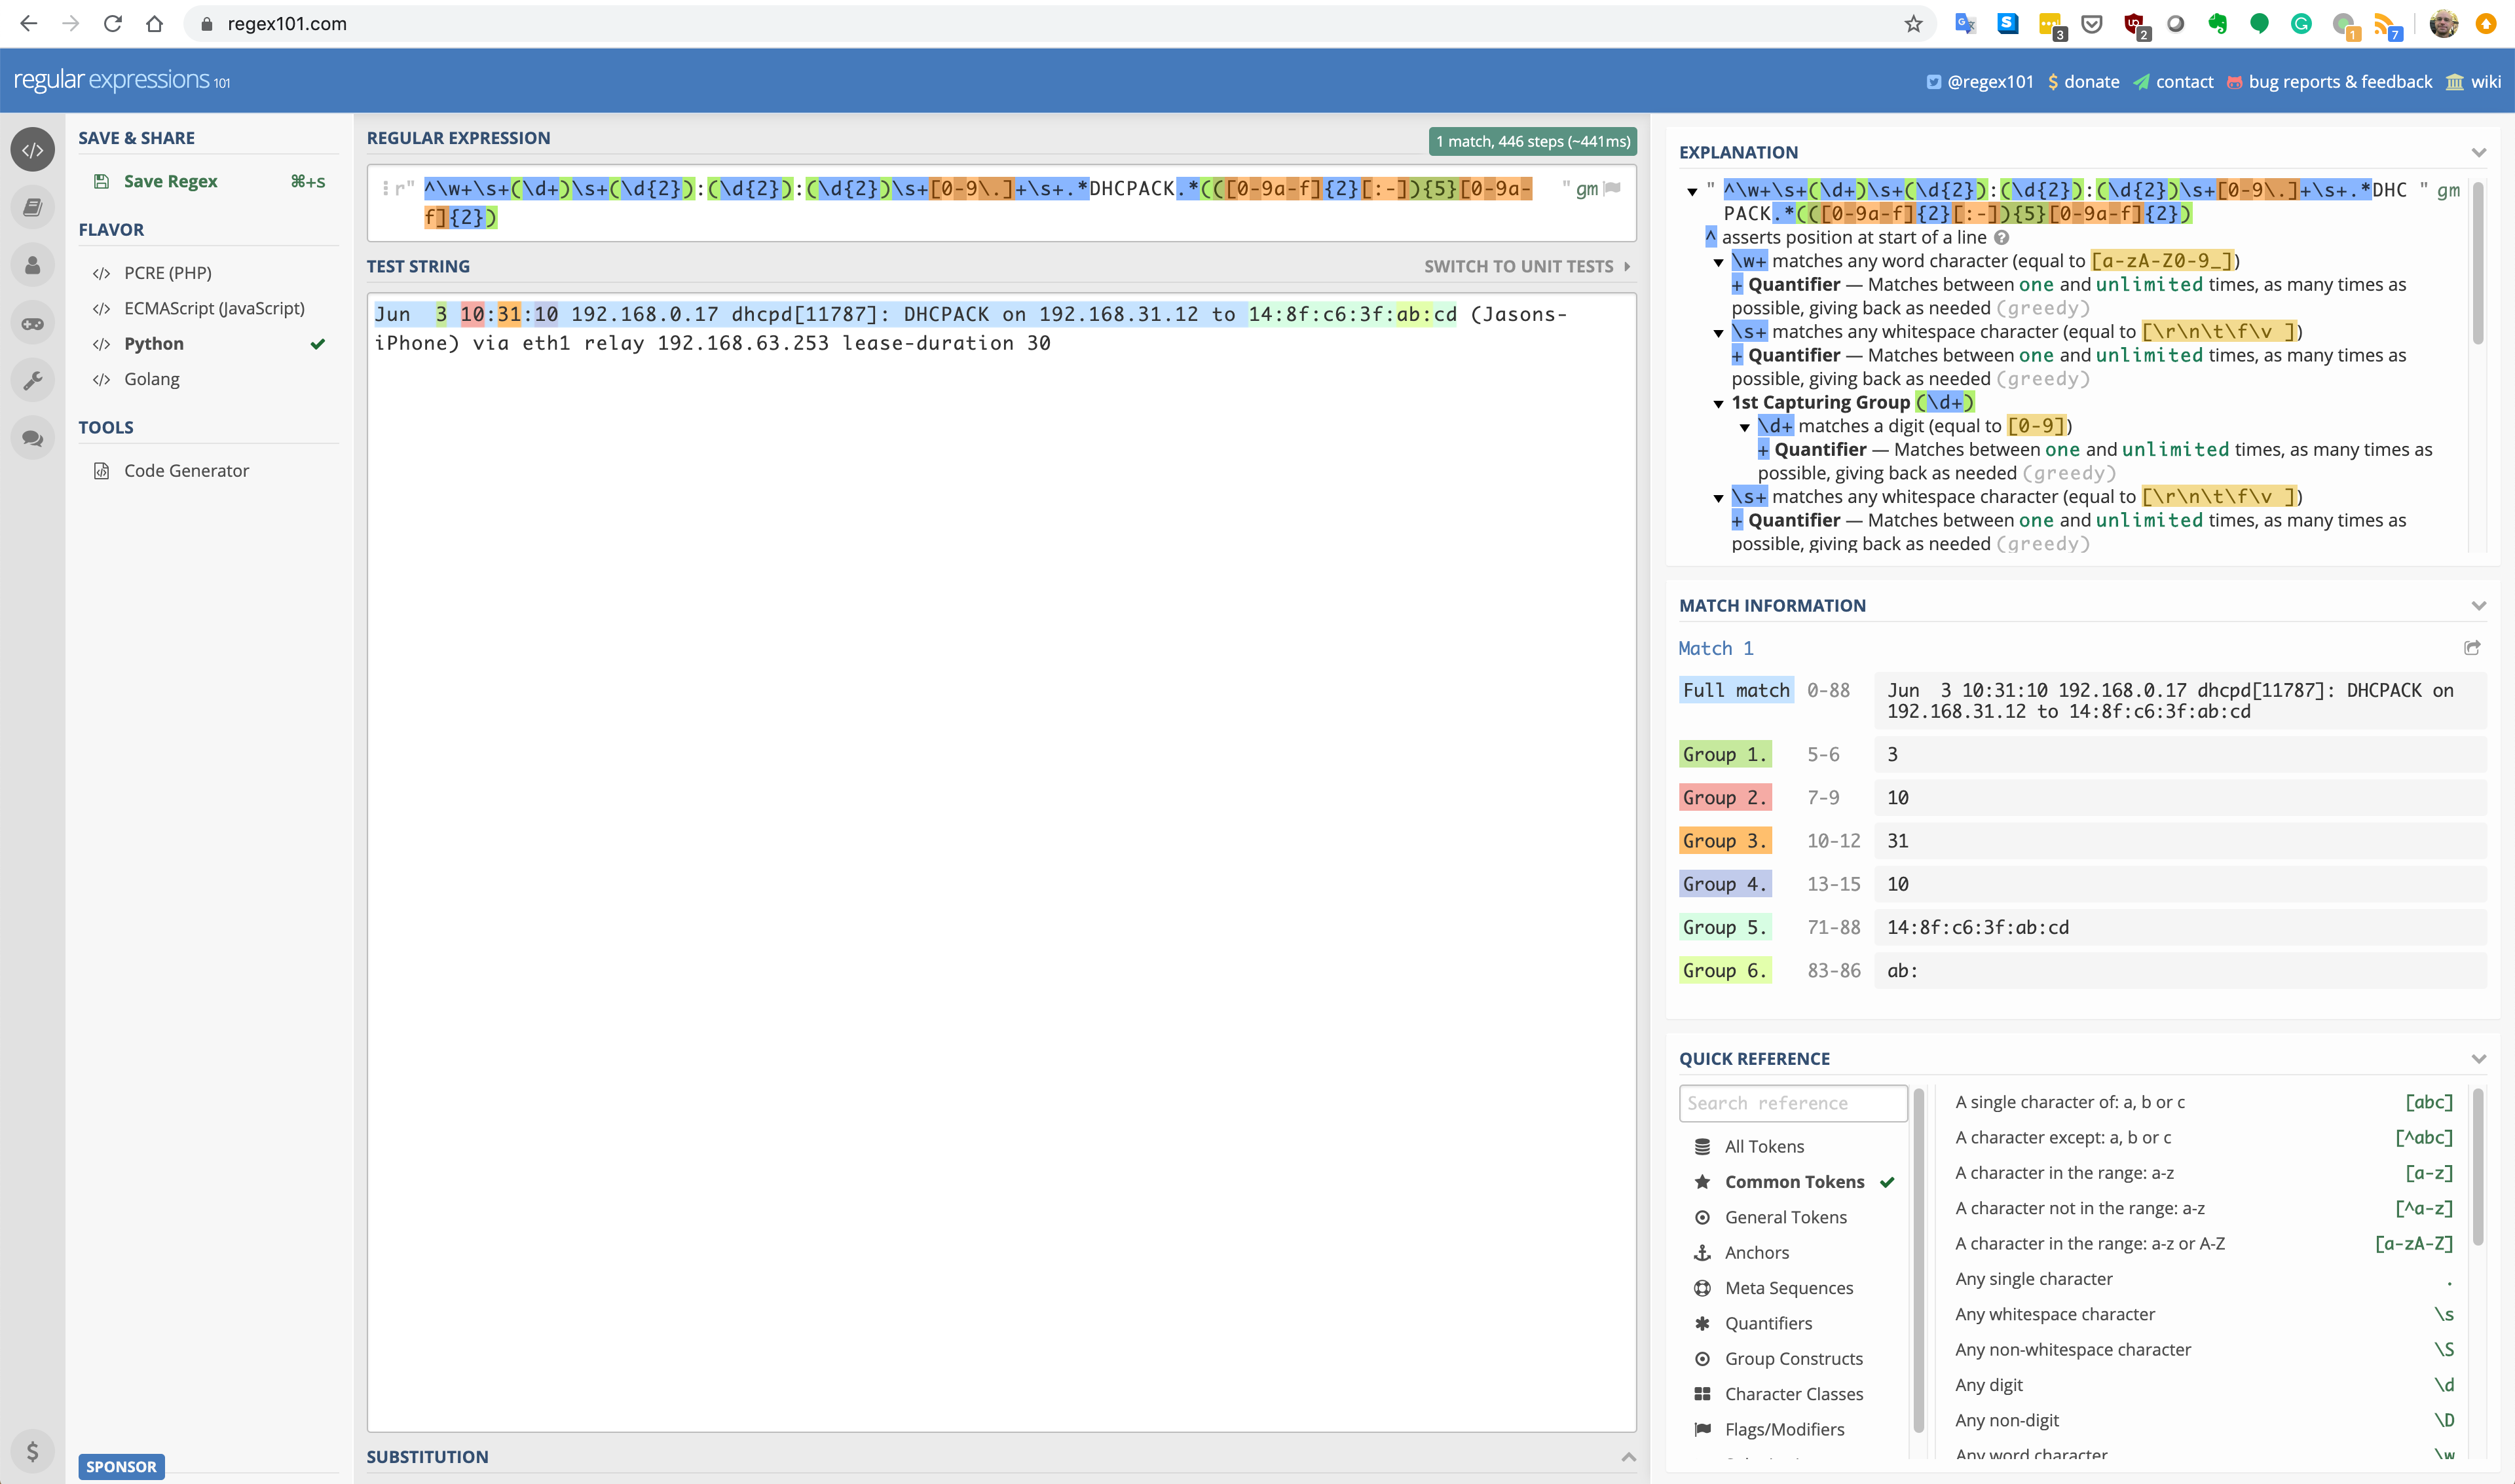 regex101.com
3
2
1
7
regular expressions 101
@regex101
$ donate
contact
bug reports & feedback
wiki
SAVE & SHARE
Save Regex ⌘+s
FLAVOR
</> PCRE (PHP)
</> ECMAScript (JavaScript)
</> Python
</> Golang
TOOLS
Code Generator
SPONSOR
REGULAR EXPRESSION
1 match, 446 steps (~441ms)
r" ^\w+\s+(\d+)\s+(\d{2}):(\d{2}):(\d{2})\s+[0-9\.]+\s+.*DHCPACK.*(([0-9a-f]{2}[:-]){5}[0-9a- " gm
f]{2})
TEST STRING
SWITCH TO UNIT TESTS
Jun  3 10:31:10 192.168.0.17 dhcpd[11787]: DHCPACK on 192.168.31.12 to 14:8f:c6:3f:ab:cd (Jasons-
iPhone) via eth1 relay 192.168.63.253 lease-duration 30
SUBSTITUTION
EXPLANATION
" ^\w+\s+(\d+)\s+(\d{2}):(\d{2}):(\d{2})\s+[0-9\.]+\s+.*DHC " gm
PACK.*(([0-9a-f]{2}[:-]){5}[0-9a-f]{2})
^ asserts position at start of a line
\w+ matches any word character (equal to [a-zA-Z0-9_])
+ Quantifier — Matches between one and unlimited times, as many times as
possible, giving back as needed (greedy)
\s+ matches any whitespace character (equal to [\r\n\t\f\v ])
+ Quantifier — Matches between one and unlimited times, as many times as
possible, giving back as needed (greedy)
1st Capturing Group (\d+)
\d+ matches a digit (equal to [0-9])
+ Quantifier — Matches between one and unlimited times, as many times as
possible, giving back as needed (greedy)
\s+ matches any whitespace character (equal to [\r\n\t\f\v ])
+ Quantifier — Matches between one and unlimited times, as many times as
possible, giving back as needed (greedy)
MATCH INFORMATION
Match 1
Full match 0-88 Jun  3 10:31:10 192.168.0.17 dhcpd[11787]: DHCPACK on
192.168.31.12 to 14:8f:c6:3f:ab:cd
Group 1. 5-6 3
Group 2. 7-9 10
Group 3. 10-12 31
Group 4. 13-15 10
Group 5. 71-88 14:8f:c6:3f:ab:cd
Group 6. 83-86 ab:
QUICK REFERENCE
Search reference
All Tokens
Common Tokens
General Tokens
Anchors
Meta Sequences
Quantifiers
Group Constructs
Character Classes
Flags/Modifiers
A single character of: a, b or c [abc]
A character except: a, b or c [^abc]
A character in the range: a-z [a-z]
A character not in the range: a-z [^a-z]
A character in the range: a-z or A-Z [a-zA-Z]
Any single character .
Any whitespace character \s
Any non-whitespace character \S
Any digit \d
Any non-digit \D
Any word character \w